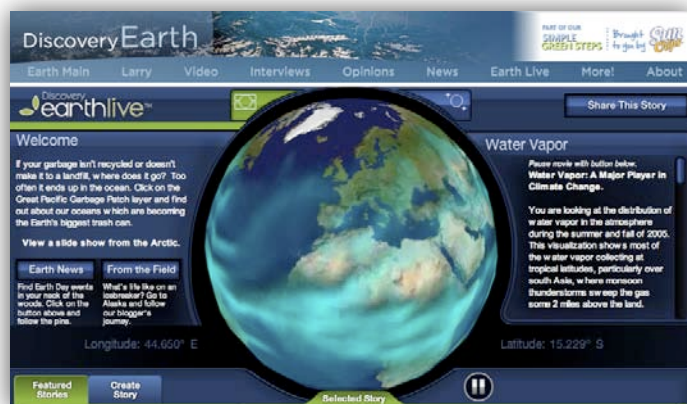 Discovery Earth
PART OF OUR
SIMPLE
GREEN STEPS
Brought
to you by
Earth Main Larry Video Interviews Opinions News Earth Live More! About
Discovery
earthlive™
Share This Story
Welcome
If your garbage isn't recycled or doesn't
make it to a landfill, where does it go? Too
often it ends up in the ocean. Click on the
Great Pacific Garbage Patch layer and find
out about our oceans which are becoming
the Earth's biggest trash can.
View a slide show from the Arctic.
Earth News
Find Earth Day events
in your neck of the
woods. Click on the
button above and
follow the pins.
From the Field
What's life like on an
icebreaker? Go to
Alaska and follow
our blogger's
journey.
Water Vapor
Pause movie with button below.
Water Vapor: A Major Player in
Climate Change.
You are looking at the distribution of
water vapor in the atmosphere
during the summer and fall of 2005.
This visualization shows most of
the water vapor collecting at
tropical latitudes, particularly over
south Asia, where monsoon
thunderstorms sweep the gas
some 2 miles above the land.
Longitude: 44.650° E
Latitude: 15.229° S
Featured
Stories
Create
Story
Selected Story